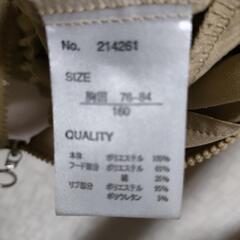 No. 214261
SIZE
胸囲 76-84
160
QUALITY
本体 ポリエステル 100%
フード部分 ポリエステル 65%
綿 35%
リブ部分 ポリエステル 95%
ポリウレタン 5%